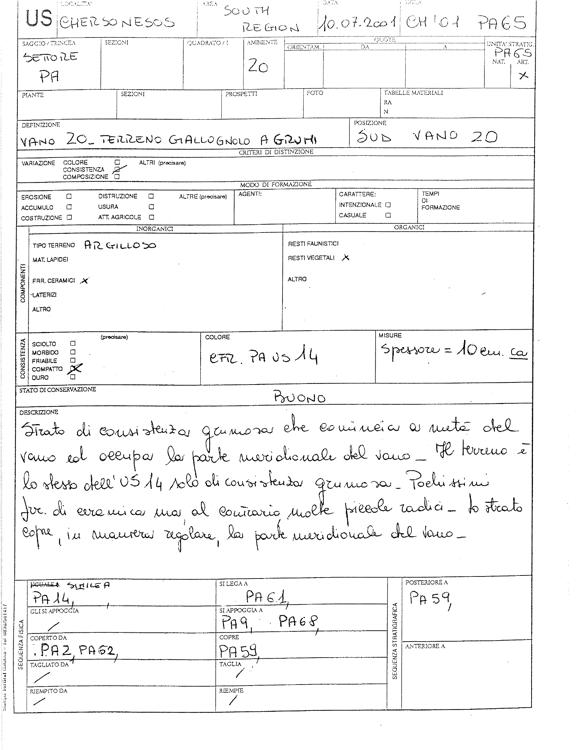 US LOCALITA' CHERSONESOS AREA SOUTH REGION DATA 10.07.2001 CH'01 PA65
SAGGIO / TRINCEA SEZIONI QUADRATO / I AMBIENTE QUOTE UNITA' STRATIG.
ORIENTAM. DA A
SETTORE PA 20 PA65
NAT. ART.
x
PIANTE SEZIONI PROSPETTI FOTO TABELLE MATERIALI
RA
N
DEFINIZIONE POSIZIONE
VANO 20_ TERRENO GIALLOGNOLO A GRUMI SUD VANO 20
CRITERI DI DISTINZIONE
VARIAZIONE COLORE ALTRI (precisare)
CONSISTENZA
COMPOSIZIONE
MODO DI FORMAZIONE
EROSIONE DISTRUZIONE ALTRE (precisare) AGENTI: CARATTERE: TEMPI
ACCUMULO USURA INTENZIONALE DI
COSTRUZIONE ATT. AGRICOLE CASUALE FORMAZIONE
INORGANICI ORGANICI
COMPONENTI
TIPO TERRENO ARGILLOSO RESTI FAUNISTICI
MAT. LAPIDEI RESTI VEGETALI x
FRR. CERAMICI x ALTRO
LATERIZI
ALTRO
CONSISTENZA
(precisare) COLORE MISURE
SCIOLTO
MORBIDO
FRIABILE
COMPATTO x
DURO
CFR. PA US 14 Spessore = 10 cm. ca
STATO DI CONSERVAZIONE
BUONO
DESCRIZIONE
Strato di consistenza grumosa che comincia a metà del
vano ed occupa la parte meridionale del vano_ Il terreno è
lo stesso dell'US 14 solo di consistenza grumosa_ Pochissimi
frr. di ceramica ma, al contrario molte piccole radici_ Lo strato
copre, in maniera regolare, la parte meridionale del vano_
SEQUENZA FISICA
UGUALE A SIMILE A SI LEGA A POSTERIORE A
PA14, PA61, PA59,
GLI SI APPOGGIA SI APPOGGIA A
/ PA9, PA68,
SEQUENZA STRATIGRAFICA
COPERTO DA COPRE ANTERIORE A
PA2, PA62, PA59,
TAGLIATO DA TAGLIA
/ /
RIEMPITO DA RIEMPIE
/ /